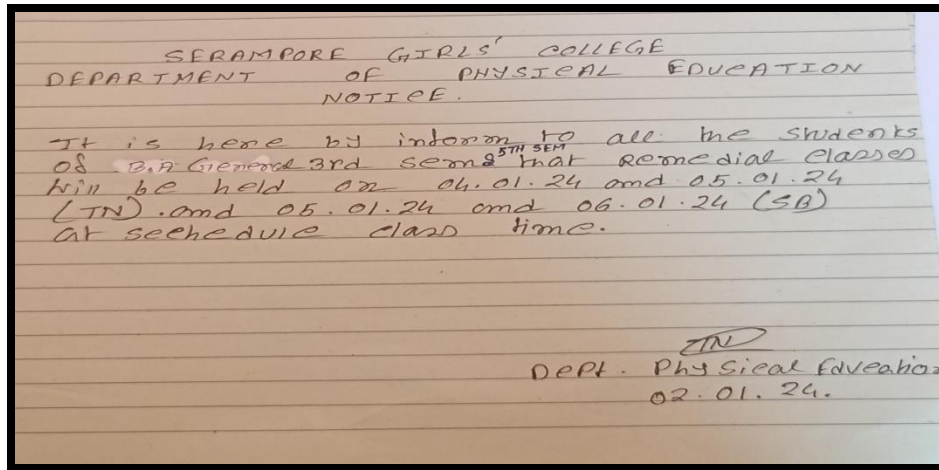 SERAMPORE GIRLS' COLLEGE
DEPARTMENT OF PHYSICAL EDUCATION
NOTICE.
It is here by inform to all the students
of B.A General 3rd sem & 5TH SEM that Remedial classes
will be held on 04.01.24 and 05.01.24
(TN). and 05.01.24 and 06.01.24 (SB)
at seehedule class time.
TN
Dept. Physical Education
02.01.24.